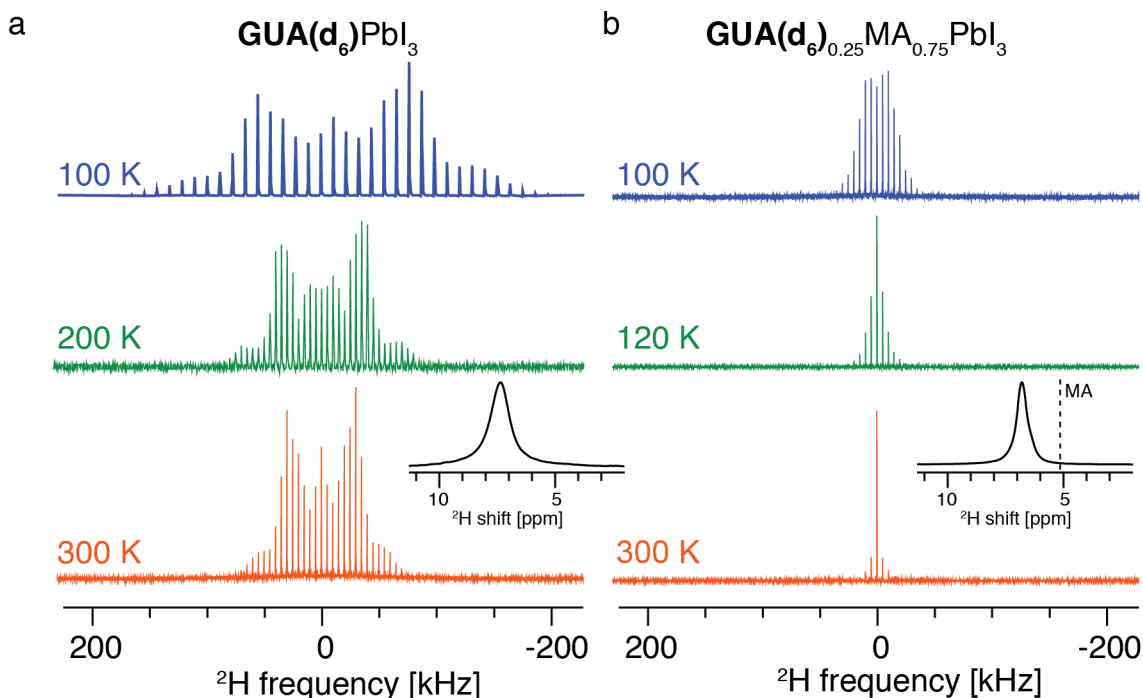 a
GUA(d₆)PbI₃
100 K
200 K
300 K
10 5
²H shift [ppm]
200 0 -200
²H frequency [kHz]
b
GUA(d₆)₀.₂₅MA₀.₇₅PbI₃
100 K
120 K
300 K
MA
10 5
²H shift [ppm]
200 0 -200
²H frequency [kHz]